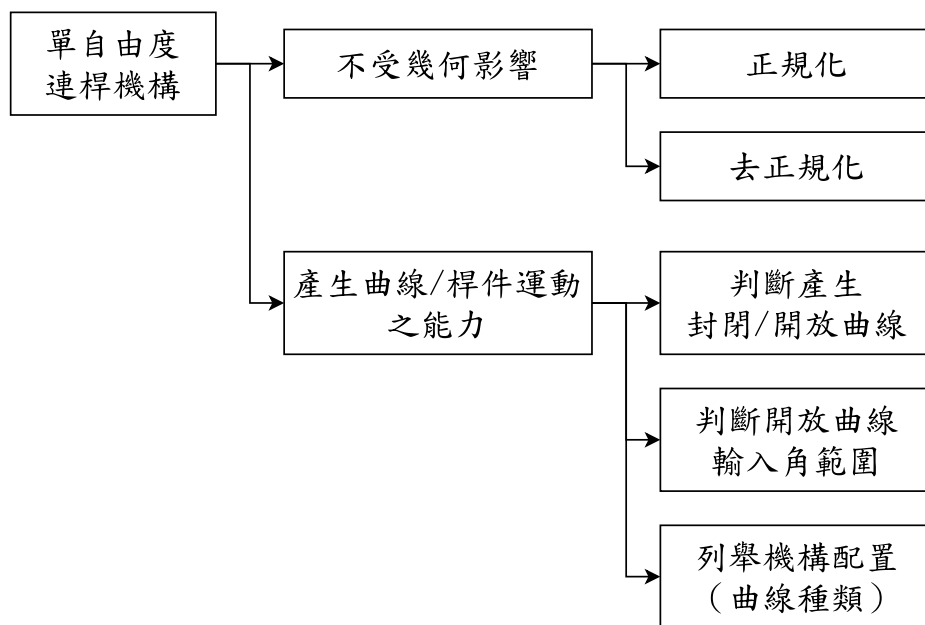 單自由度
連桿機構
不受幾何影響
正規化
去正規化
產生曲線/桿件運動
之能力
判斷產生
封閉/開放曲線
判斷開放曲線
輸入角範圍
列舉機構配置
（曲線種類）